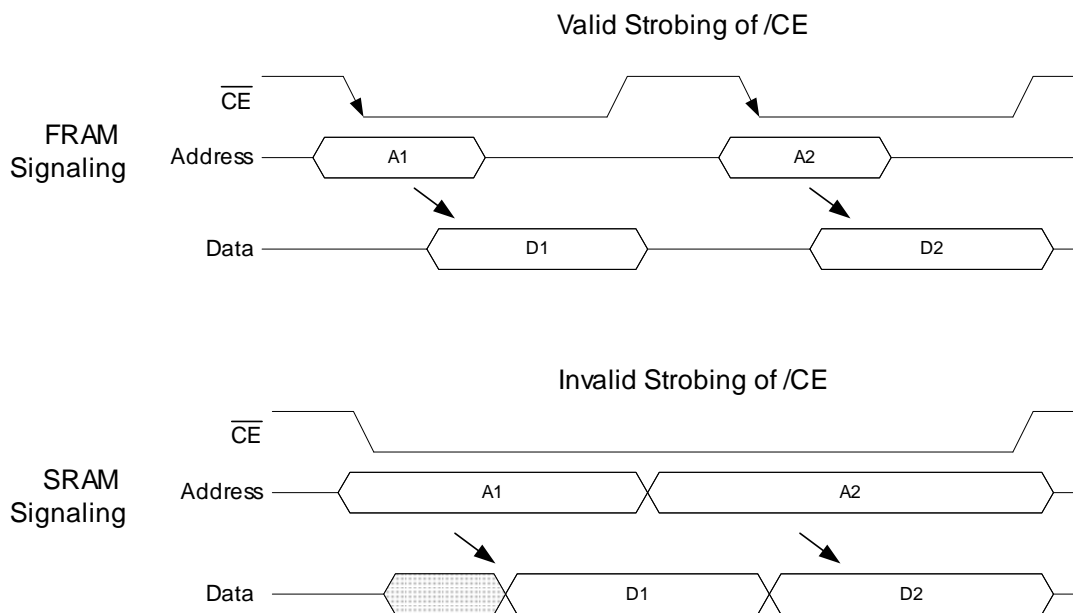 Valid Strobing of /CE
CE
FRAM
Signaling
Address
A1
A2
Data
D1
D2
Invalid Strobing of /CE
CE
SRAM
Signaling
Address
A1
A2
Data
D1
D2